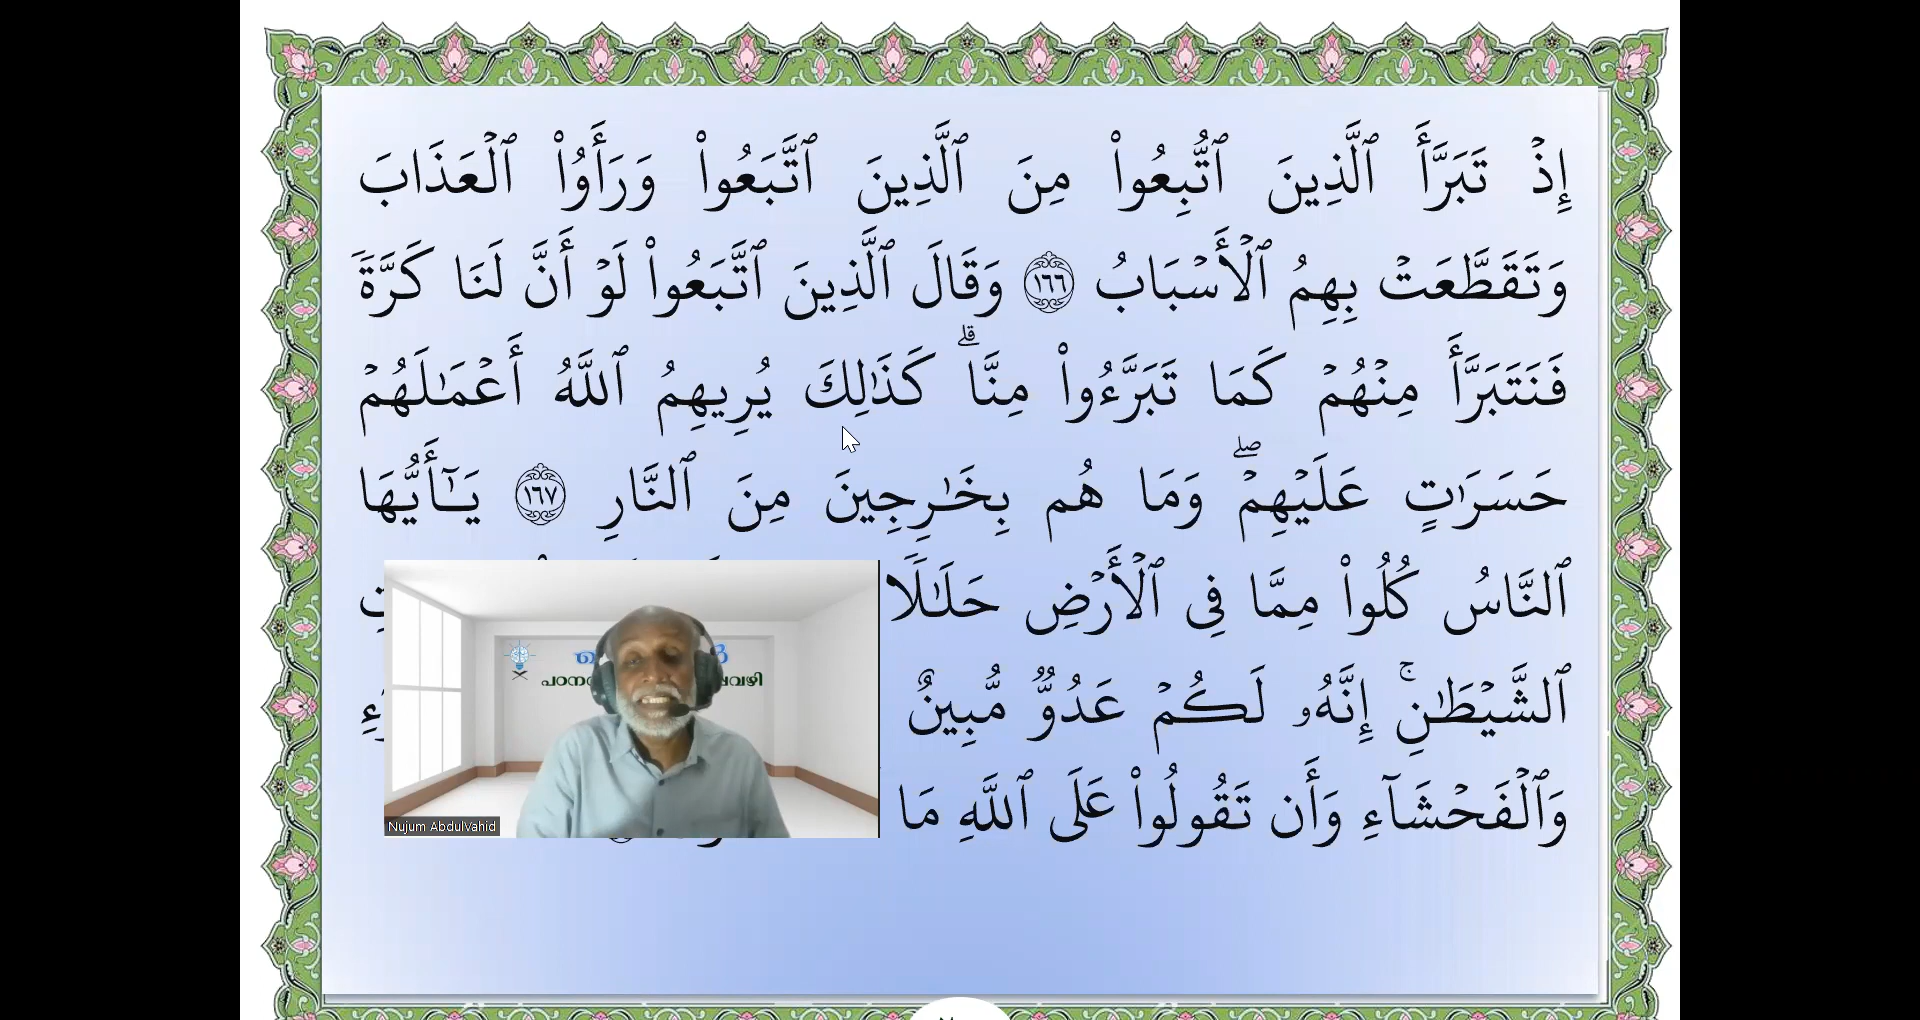 إِذۡ تَبَرَّأَ ٱلَّذِينَ ٱتُّبِعُواْ مِنَ ٱلَّذِينَ ٱتَّبَعُواْ وَرَأَوُاْ ٱلۡعَذَابَ
وَتَقَطَّعَتۡ بِهِمُ ٱلۡأَسۡبَابُ ١٦٦ وَقَالَ ٱلَّذِينَ ٱتَّبَعُواْ لَوۡ أَنَّ لَنَا كَرَّةٗ
فَنَتَبَرَّأَ مِنۡهُمۡ كَمَا تَبَرَّءُواْ مِنَّاۗ كَذَٰلِكَ يُرِيهِمُ ٱللَّهُ أَعۡمَٰلَهُمۡ
حَسَرَٰتٍ عَلَيۡهِمۡۖ وَمَا هُم بِخَٰرِجِينَ مِنَ ٱلنَّارِ ١٦٧ يَٰٓأَيُّهَا
ٱلنَّاسُ كُلُواْ مِمَّا فِي ٱلۡأَرۡضِ حَلَٰلٗا
ٱلشَّيۡطَٰنِۚ إِنَّهُۥ لَكُمۡ عَدُوّٞ مُّبِينٌ
وَٱلۡفَحۡشَآءِ وَأَن تَقُولُواْ عَلَى ٱللَّهِ مَا
Nujum AbdulVahid